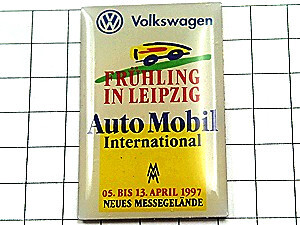 Volkswagen
FRÜHLING
IN LEIPZIG
Auto Mobil
International
05. BIS 13. APRIL 1997
NEUES MESSEGELÄNDE